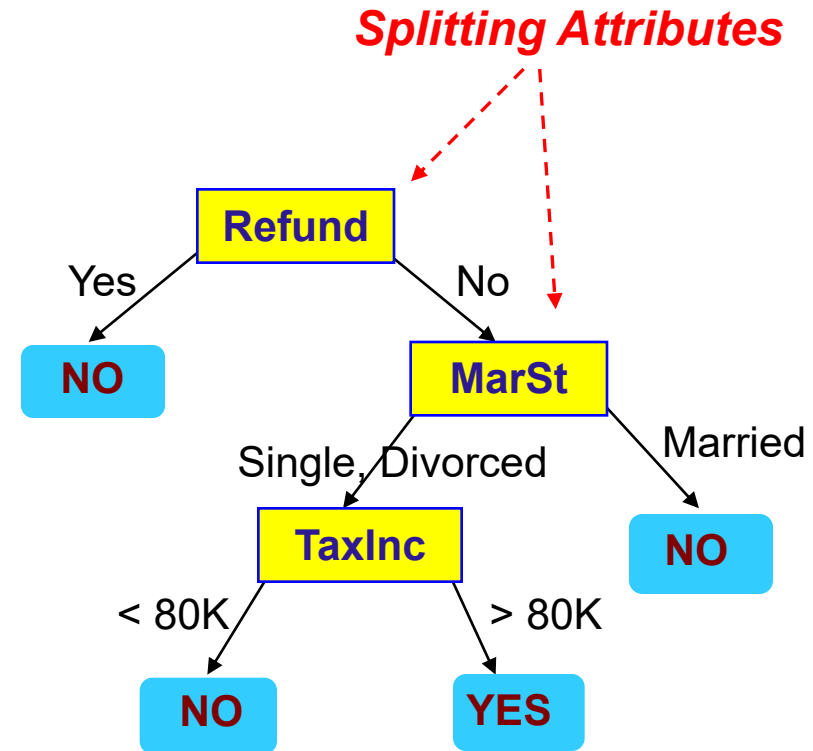 Splitting Attributes
Refund
Yes
No
NO
MarSt
Single, Divorced
Married
TaxInc
NO
< 80K
> 80K
NO
YES